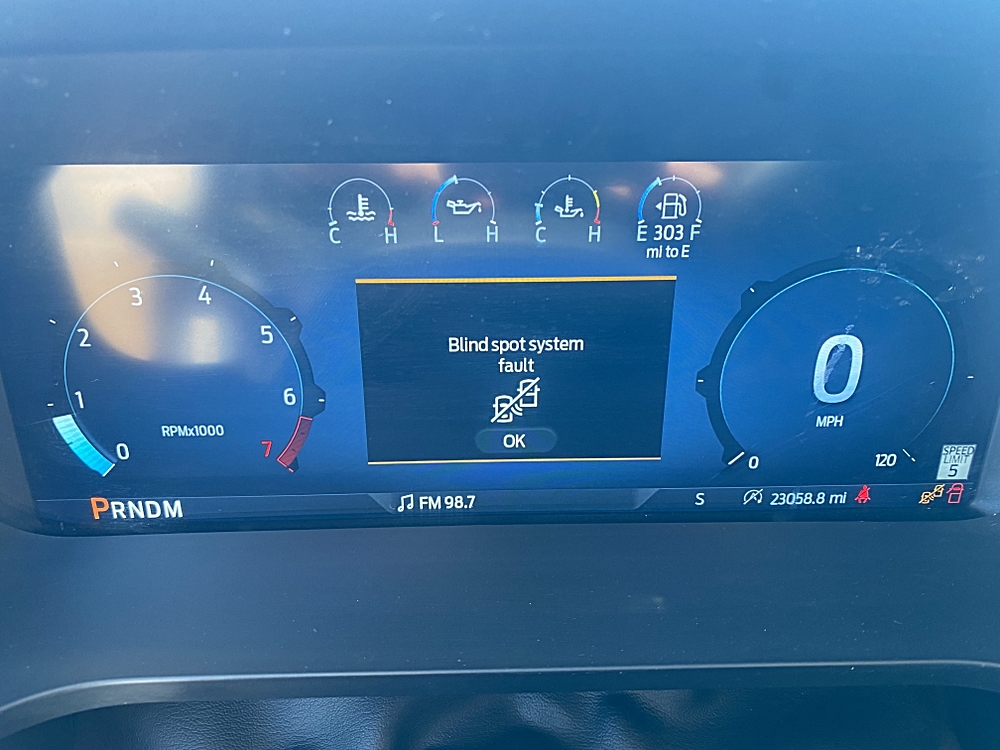 C H
L H
C H
E 303 F
mi to E
0
1
2
3
4
5
6
7
RPMx1000
Blind spot system
fault
OK
0
MPH
0
120
SPEED
LIMIT
5
PRNDM
FM 98.7
S
23058.8 mi